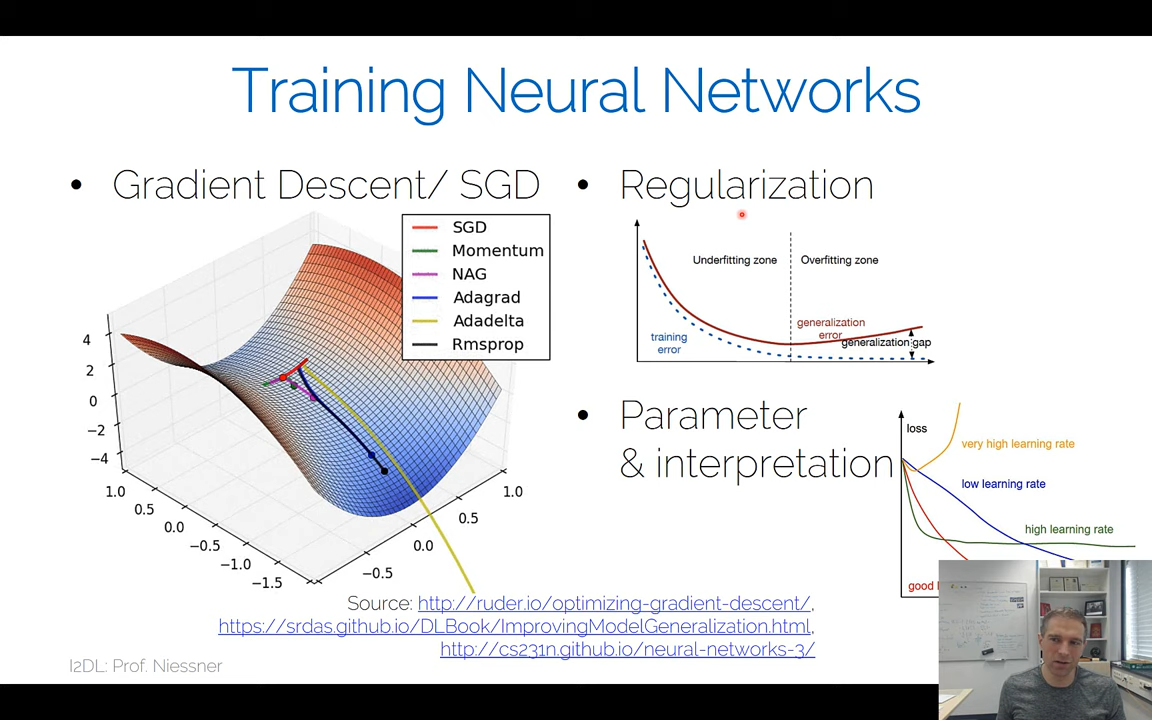 Training Neural Networks
• Gradient Descent/ SGD
SGD
Momentum
NAG
Adagrad
Adadelta
Rmsprop
4
2
0
−2
−4
1.0
0.5
0.0
−0.5
−1.0
−1.5
−0.5
0.0
0.5
1.0
• Regularization
Underfitting zone
Overfitting zone
training
error
generalization
error
generalization gap
• Parameter
& interpretation
loss
very high learning rate
low learning rate
high learning rate
good
Source: http://ruder.io/optimizing-gradient-descent/,
https://srdas.github.io/DLBook/ImprovingModelGeneralization.html,
http://cs231n.github.io/neural-networks-3/
I2DL: Prof. Niessner